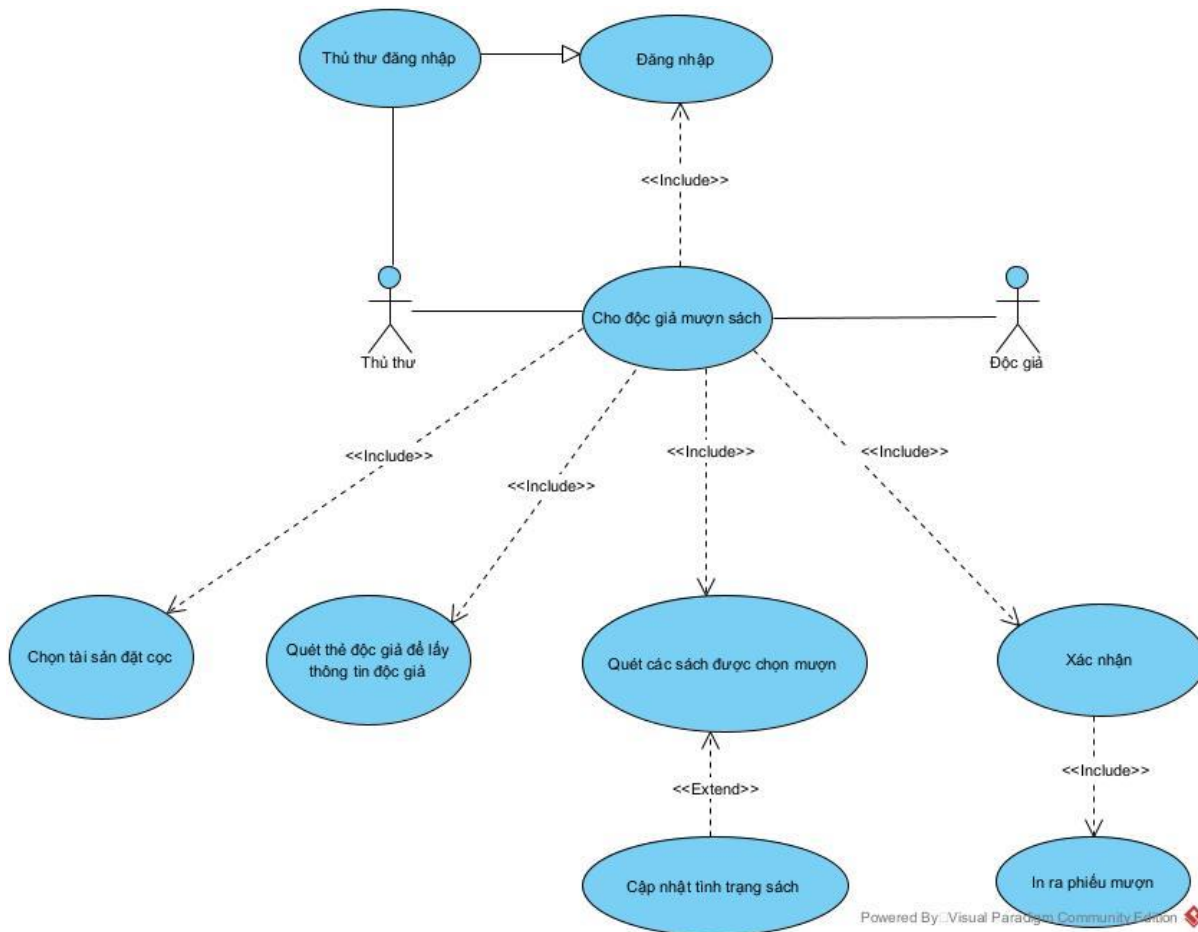 Thủ thư đăng nhập
Đăng nhập
<<Include>>
Cho độc giả mượn sách
Thủ thư
Độc giả
<<Include>>
<<Include>>
<<Include>>
<<Include>>
Chọn tài sản đặt cọc
Quét thẻ độc giả để lấy
thông tin độc giả
Quét các sách được chọn mượn
Xác nhận
<<Extend>>
<<Include>>
Cập nhật tình trạng sách
In ra phiếu mượn
Powered By Visual Paradigm Community Edition